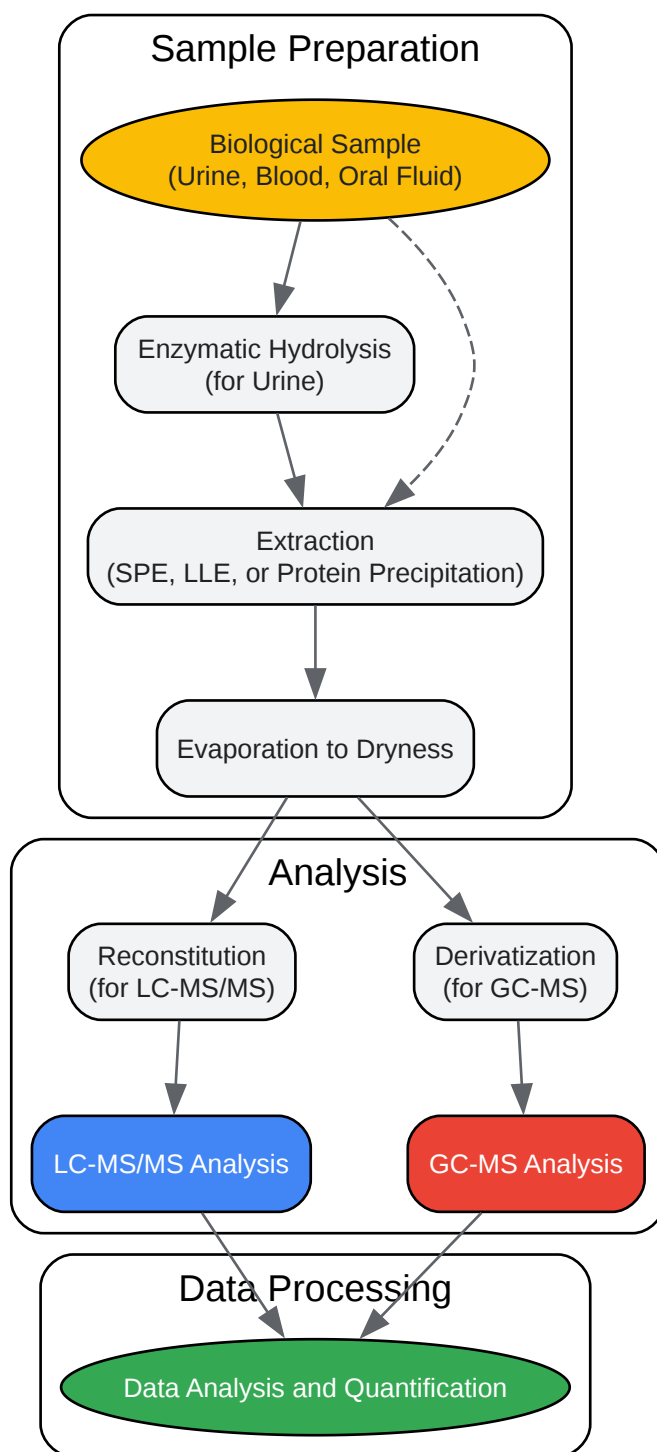 Sample Preparation
Biological Sample
(Urine, Blood, Oral Fluid)
Enzymatic Hydrolysis
(for Urine)
Extraction
(SPE, LLE, or Protein Precipitation)
Evaporation to Dryness
Analysis
Reconstitution
(for LC-MS/MS)
Derivatization
(for GC-MS)
LC-MS/MS Analysis
GC-MS Analysis
Data Processing
Data Analysis and Quantification